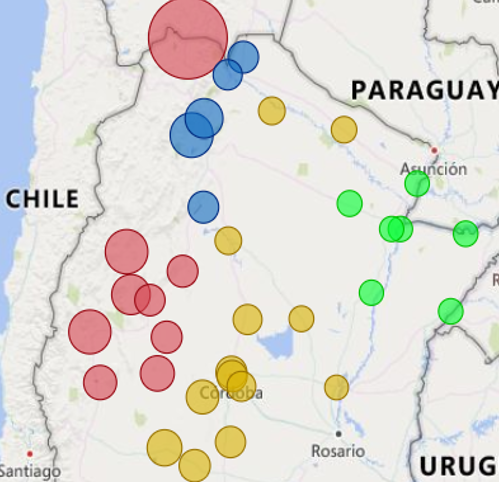 PARAGUAY
Asunción
CHILE
Córdoba
Rosario
Santiago
URUG